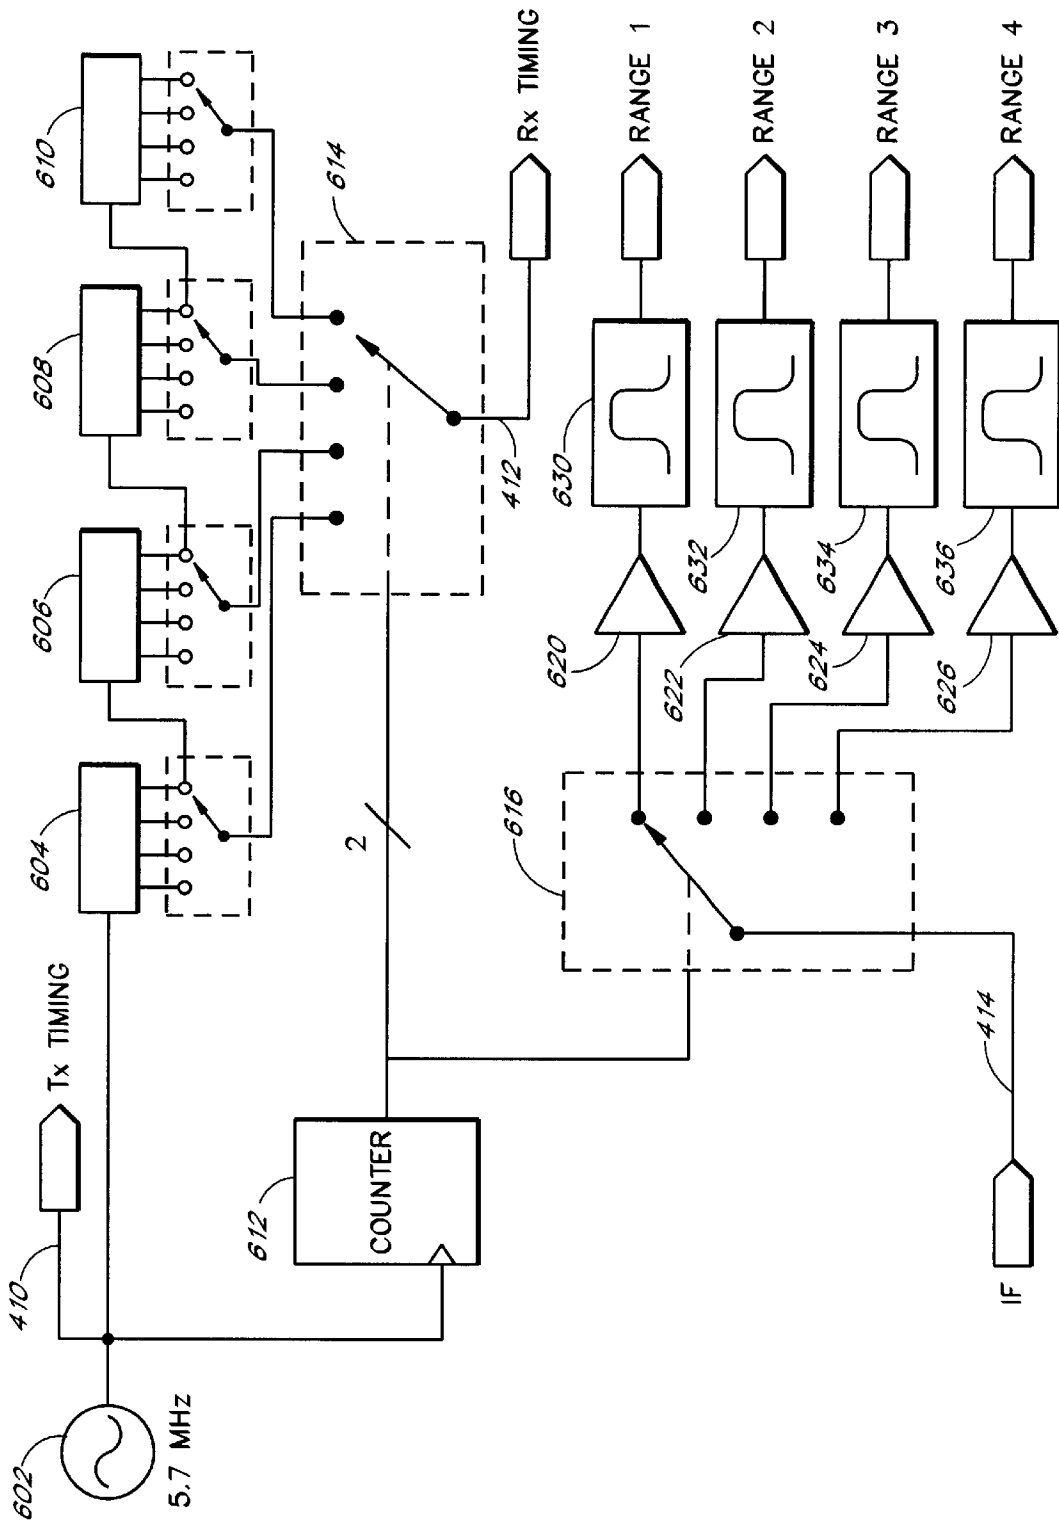 602
5.7 MHz
410
Tx TIMING
604
606
608
610
612
COUNTER
2
614
412
Rx TIMING
616
IF
414
620
630
RANGE 1
622
632
RANGE 2
624
634
RANGE 3
626
636
RANGE 4